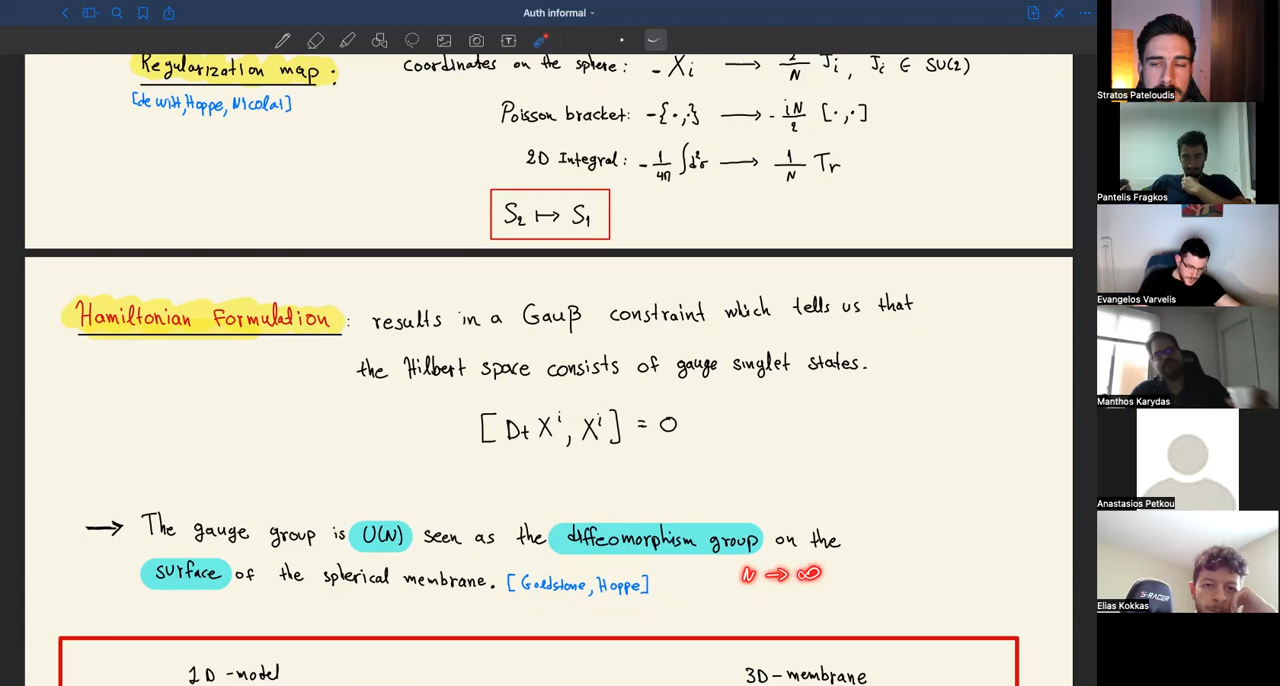 Auth informal
Regularization map:
[de Witt, Hoppe, Nicolai]
coordinates on the sphere: - Xi → 2/N Ji, Ji ∈ SU(2)
Poisson bracket: -{·,·} → - iN/2 [·,·]
2D Integral: - 1/4π ∫d²σ → 1/N Tr
S₂ ↦ S₁
Hamiltonian Formulation: results in a Gauβ constraint which tells us that
the Hilbert space consists of gauge singlet states.
[Dt Xⁱ, Xⁱ] = 0
→ The gauge group is U(N) seen as the diffeomorphism group on the
surface of the spherical membrane. [Goldstone, Hoppe]
N → ∞
1D-model
3D-membrane
Stratos Pateloudis
Pantelis Fragkos
Evangelos Varvelis
Manthos Karydas
Anastasios Petkou
S-RACER
Elias Kokkas